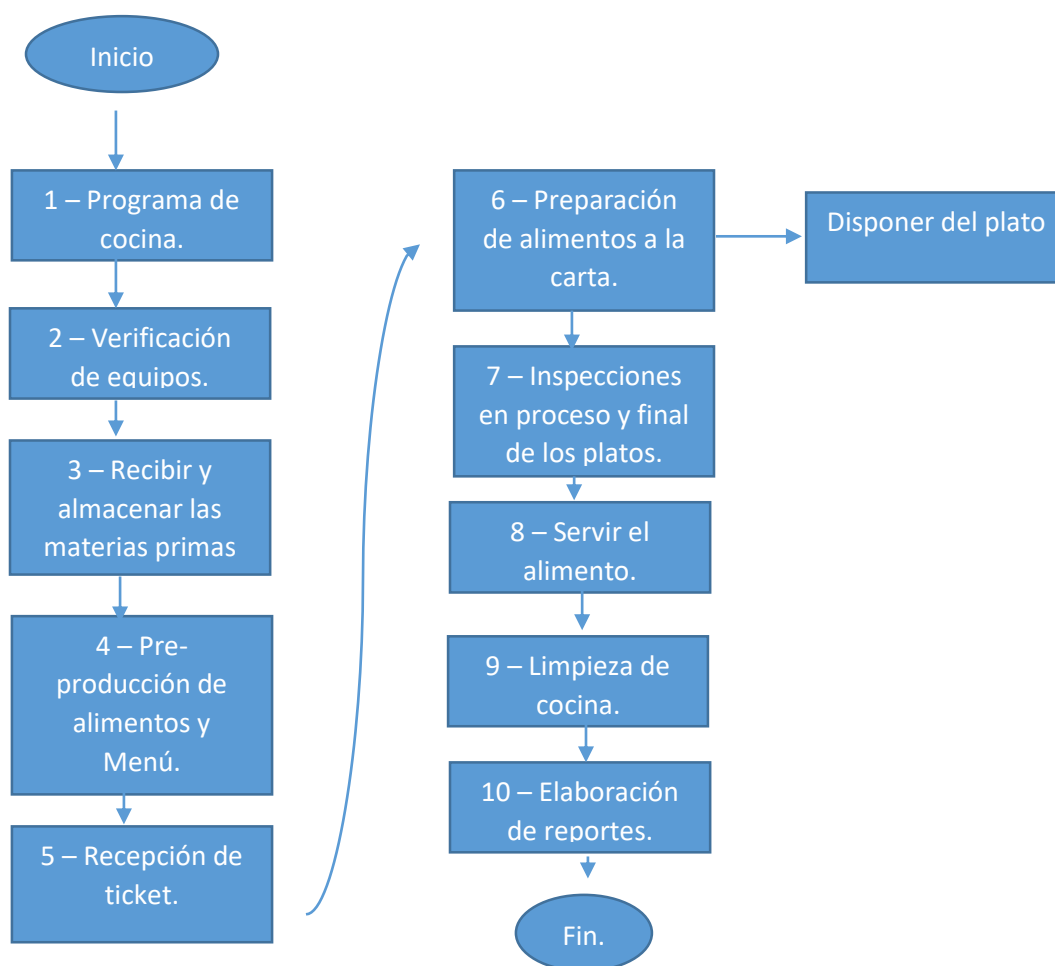 Inicio
1 – Programa de
cocina.
2 – Verificación
de equipos.
3 – Recibir y
almacenar las
materias primas
4 – Pre-
producción de
alimentos y
Menú.
5 – Recepción de
ticket.
6 – Preparación
de alimentos a la
carta.
Disponer del plato
7 – Inspecciones
en proceso y final
de los platos.
8 – Servir el
alimento.
9 – Limpieza de
cocina.
10 – Elaboración
de reportes.
Fin.